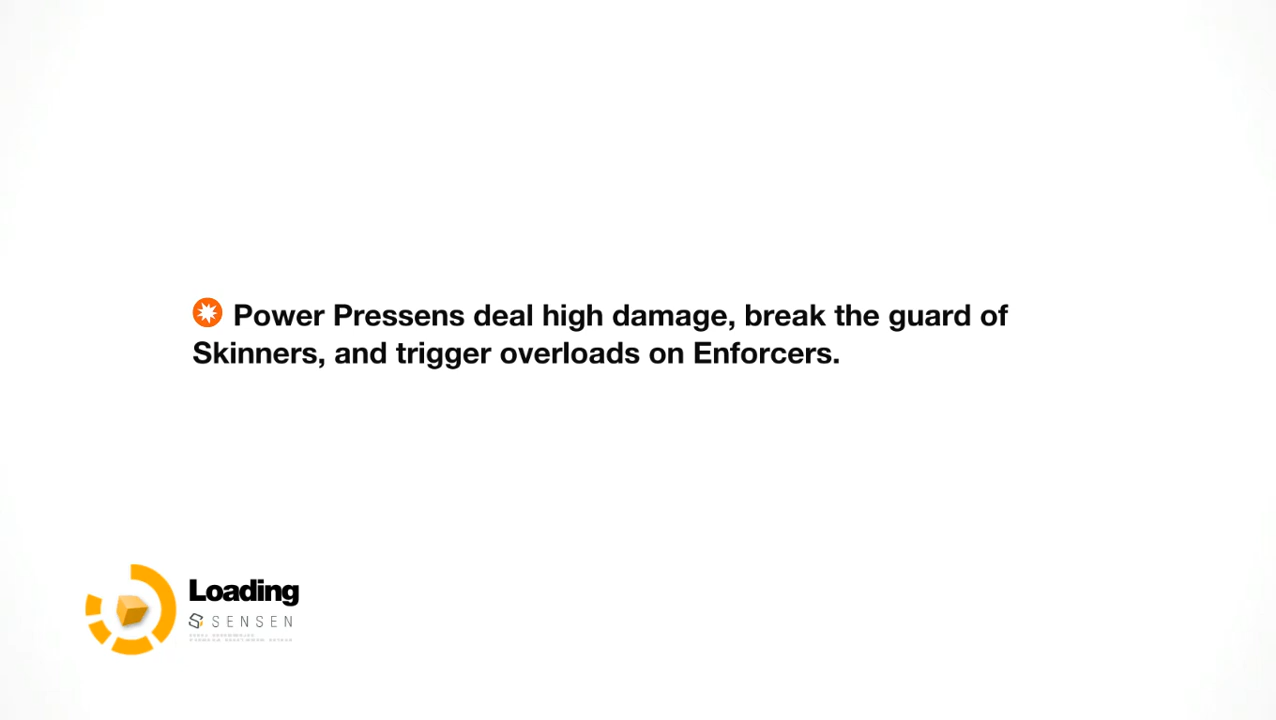 Power Pressens deal high damage, break the guard of
Skinners, and trigger overloads on Enforcers.
Loading
SENSEN